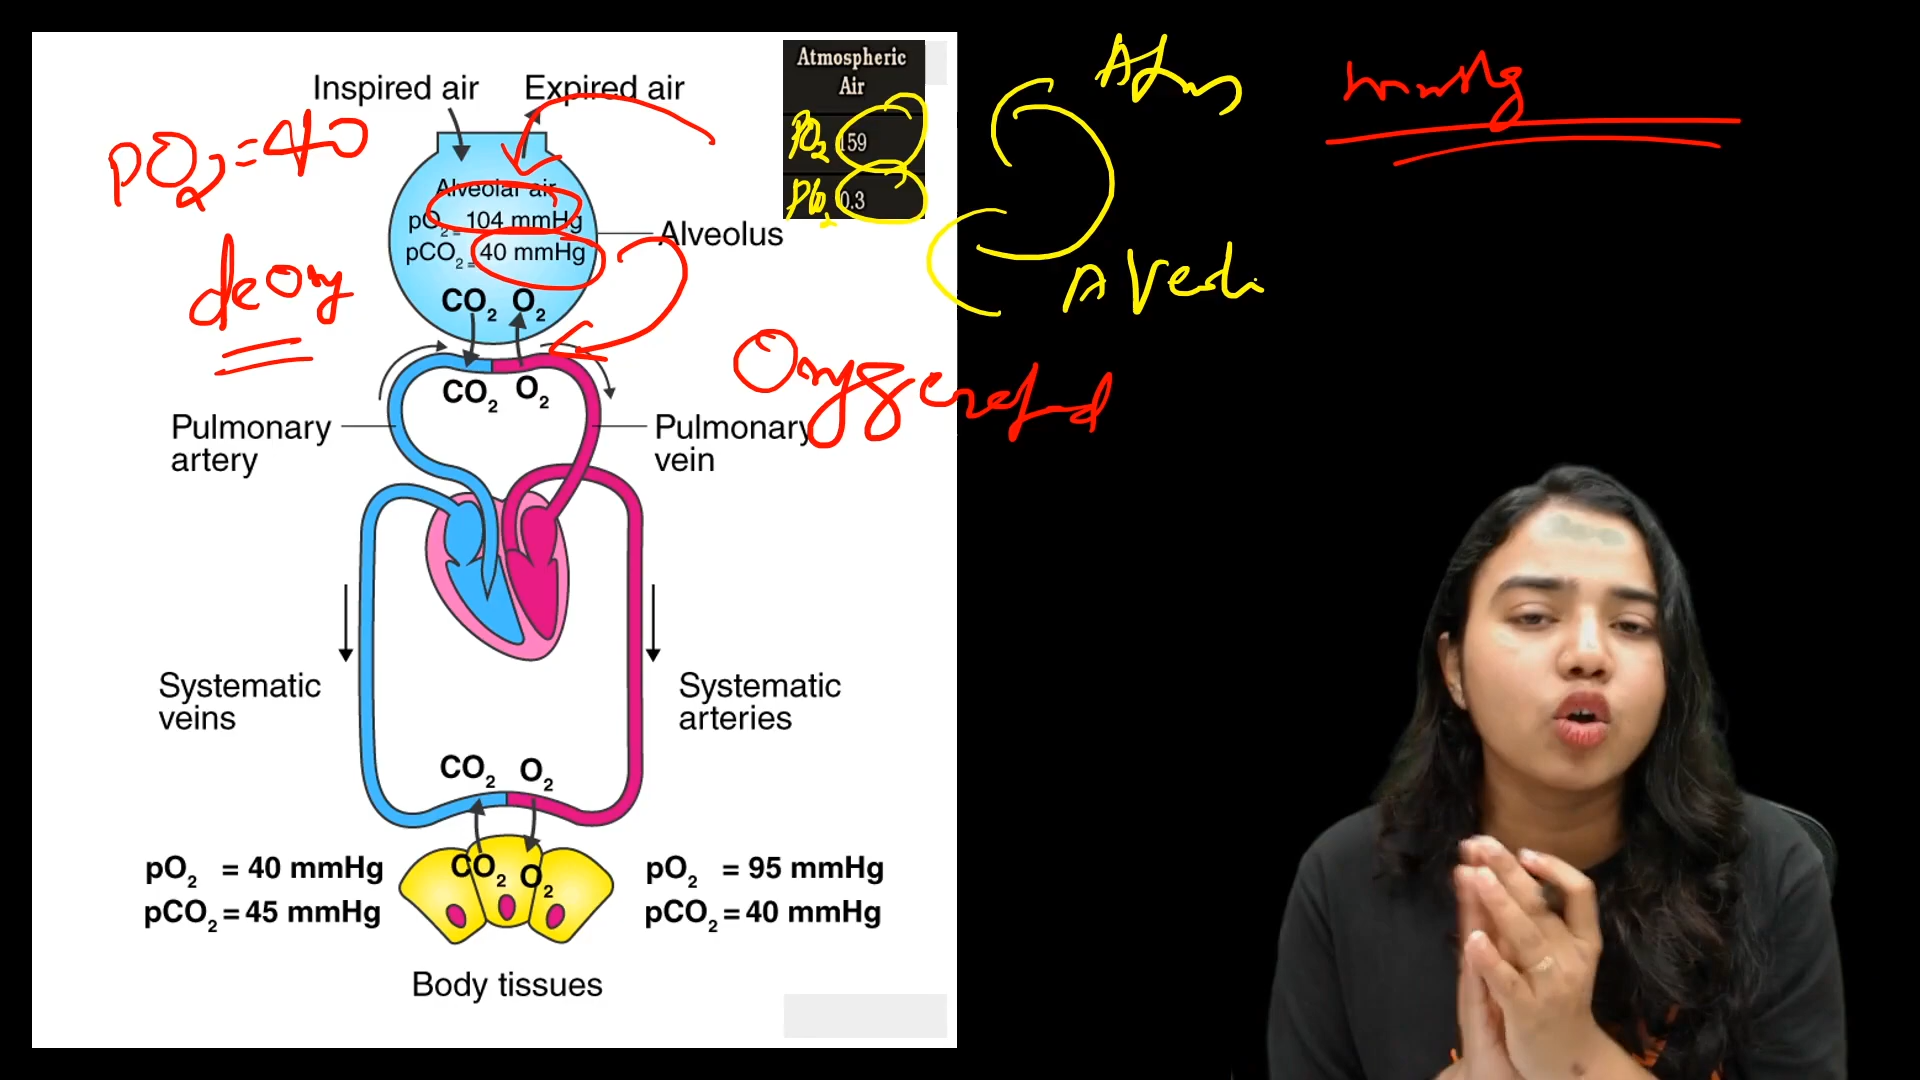 Atmospheric
Air
PO2 159
PCO2 0.3
Atms
mmHg
Inspired air
Expired air
pO2=40
Alveolar air
pO2 = 104 mmHg
pCO2 = 40 mmHg
Alveolus
Alveoli
deoxy
CO2 O2
Oxygenated
CO2 O2
Pulmonary
artery
Pulmonary
vein
Systematic
veins
Systematic
arteries
CO2 O2
CO2 O2
pO2 = 40 mmHg
pCO2 = 45 mmHg
pO2 = 95 mmHg
pCO2 = 40 mmHg
Body tissues